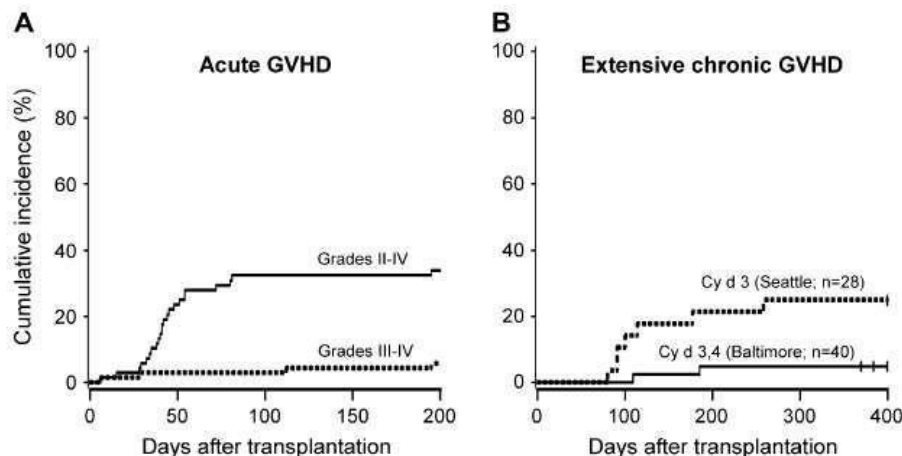 A
Acute GVHD
Cumulative incidence (%)
100
80
60
40
20
0
Grades II-IV
Grades III-IV
0 50 100 150 200
Days after transplantation
B
Extensive chronic GVHD
100
80
60
40
20
0
Cy d 3 (Seattle; n=28)
Cy d 3,4 (Baltimore; n=40)
0 100 200 300 400
Days after transplantation